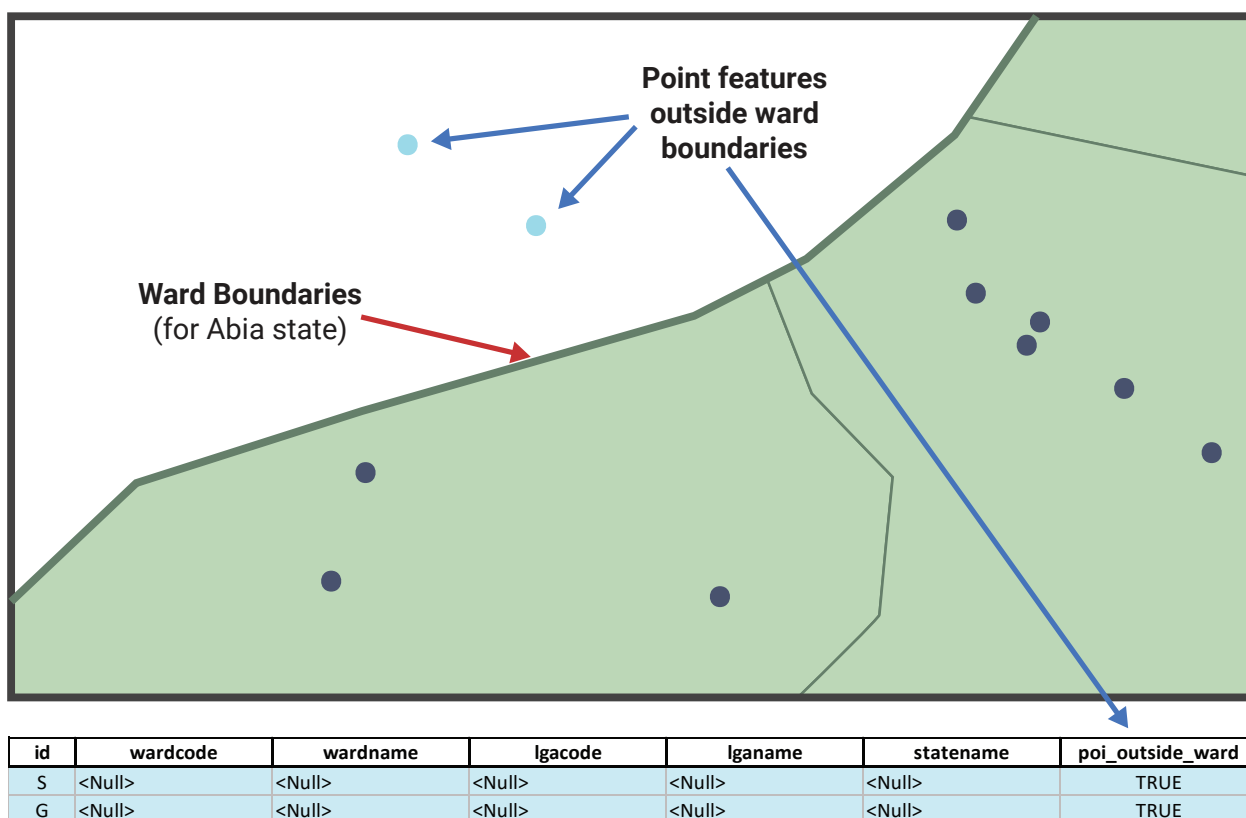 Point features
outside ward
boundaries
Ward Boundaries
(for Abia state)
id wardcode wardname lgacode lganame statename poi_outside_ward
S <Null> <Null> <Null> <Null> <Null> TRUE
G <Null> <Null> <Null> <Null> <Null> TRUE